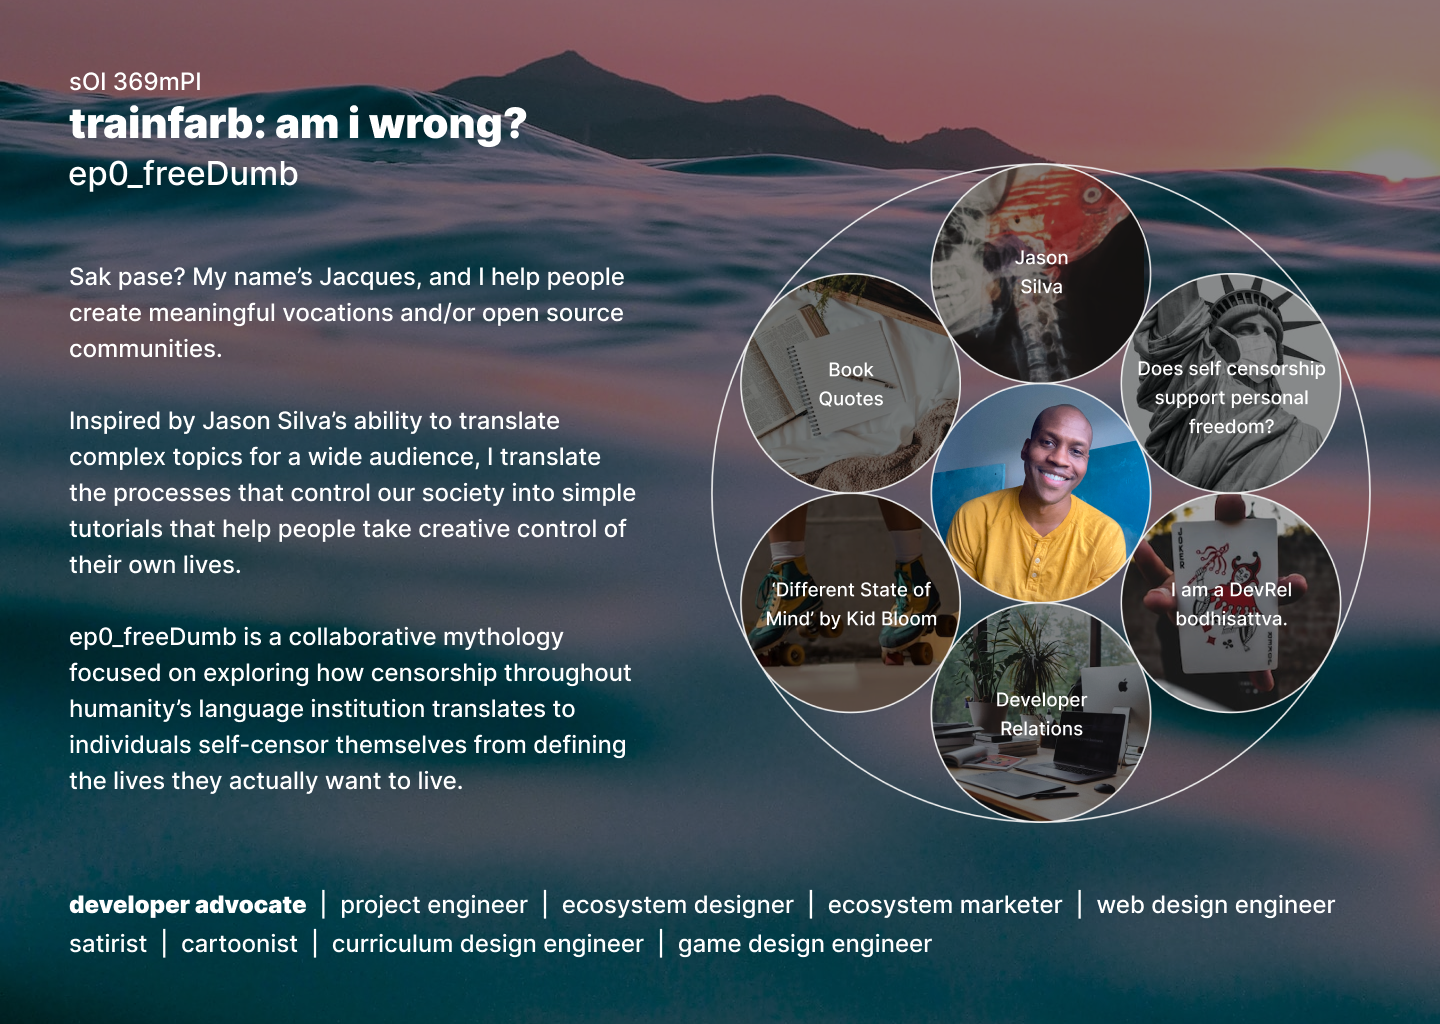 sOI 369mPI
trainfarb: am i wrong?
ep0_freeDumb
Sak pase? My name’s Jacques, and I help people
create meaningful vocations and/or open source
communities.
Inspired by Jason Silva’s ability to translate
complex topics for a wide audience, I translate
the processes that control our society into simple
tutorials that help people take creative control of
their own lives.
ep0_freeDumb is a collaborative mythology
focused on exploring how censorship throughout
humanity’s language institution translates to
individuals self-censor themselves from defining
the lives they actually want to live.
Jason
Silva
Book
Quotes
Does self censorship
support personal
freedom?
‘Different State of
Mind’ by Kid Bloom
JOKER
I am a DevRel
bodhisattva.
JOKER
Developer
Relations
developer advocate | project engineer | ecosystem designer | ecosystem marketer | web design engineer
satirist | cartoonist | curriculum design engineer | game design engineer